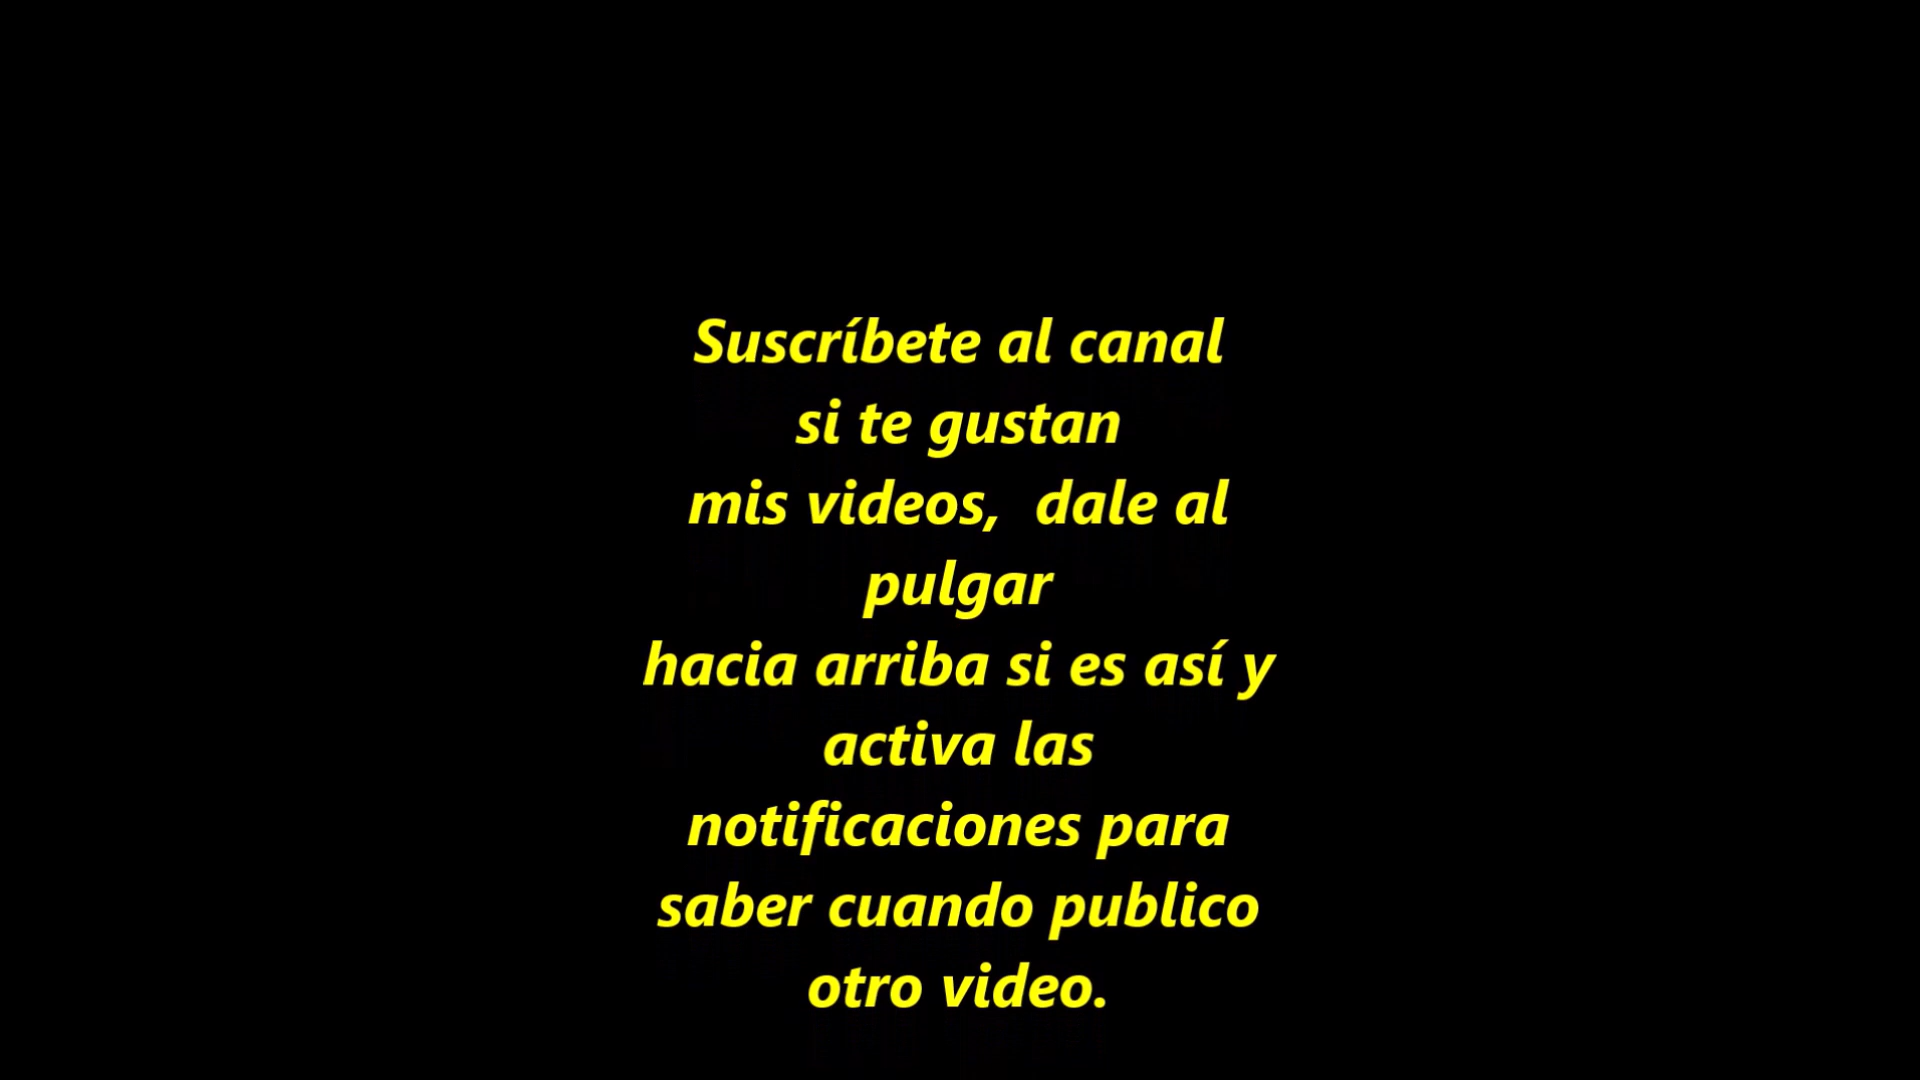 Suscríbete al canal
si te gustan
mis videos,  dale al
pulgar
hacia arriba si es así y
activa las
notificaciones para
saber cuando publico
otro video.